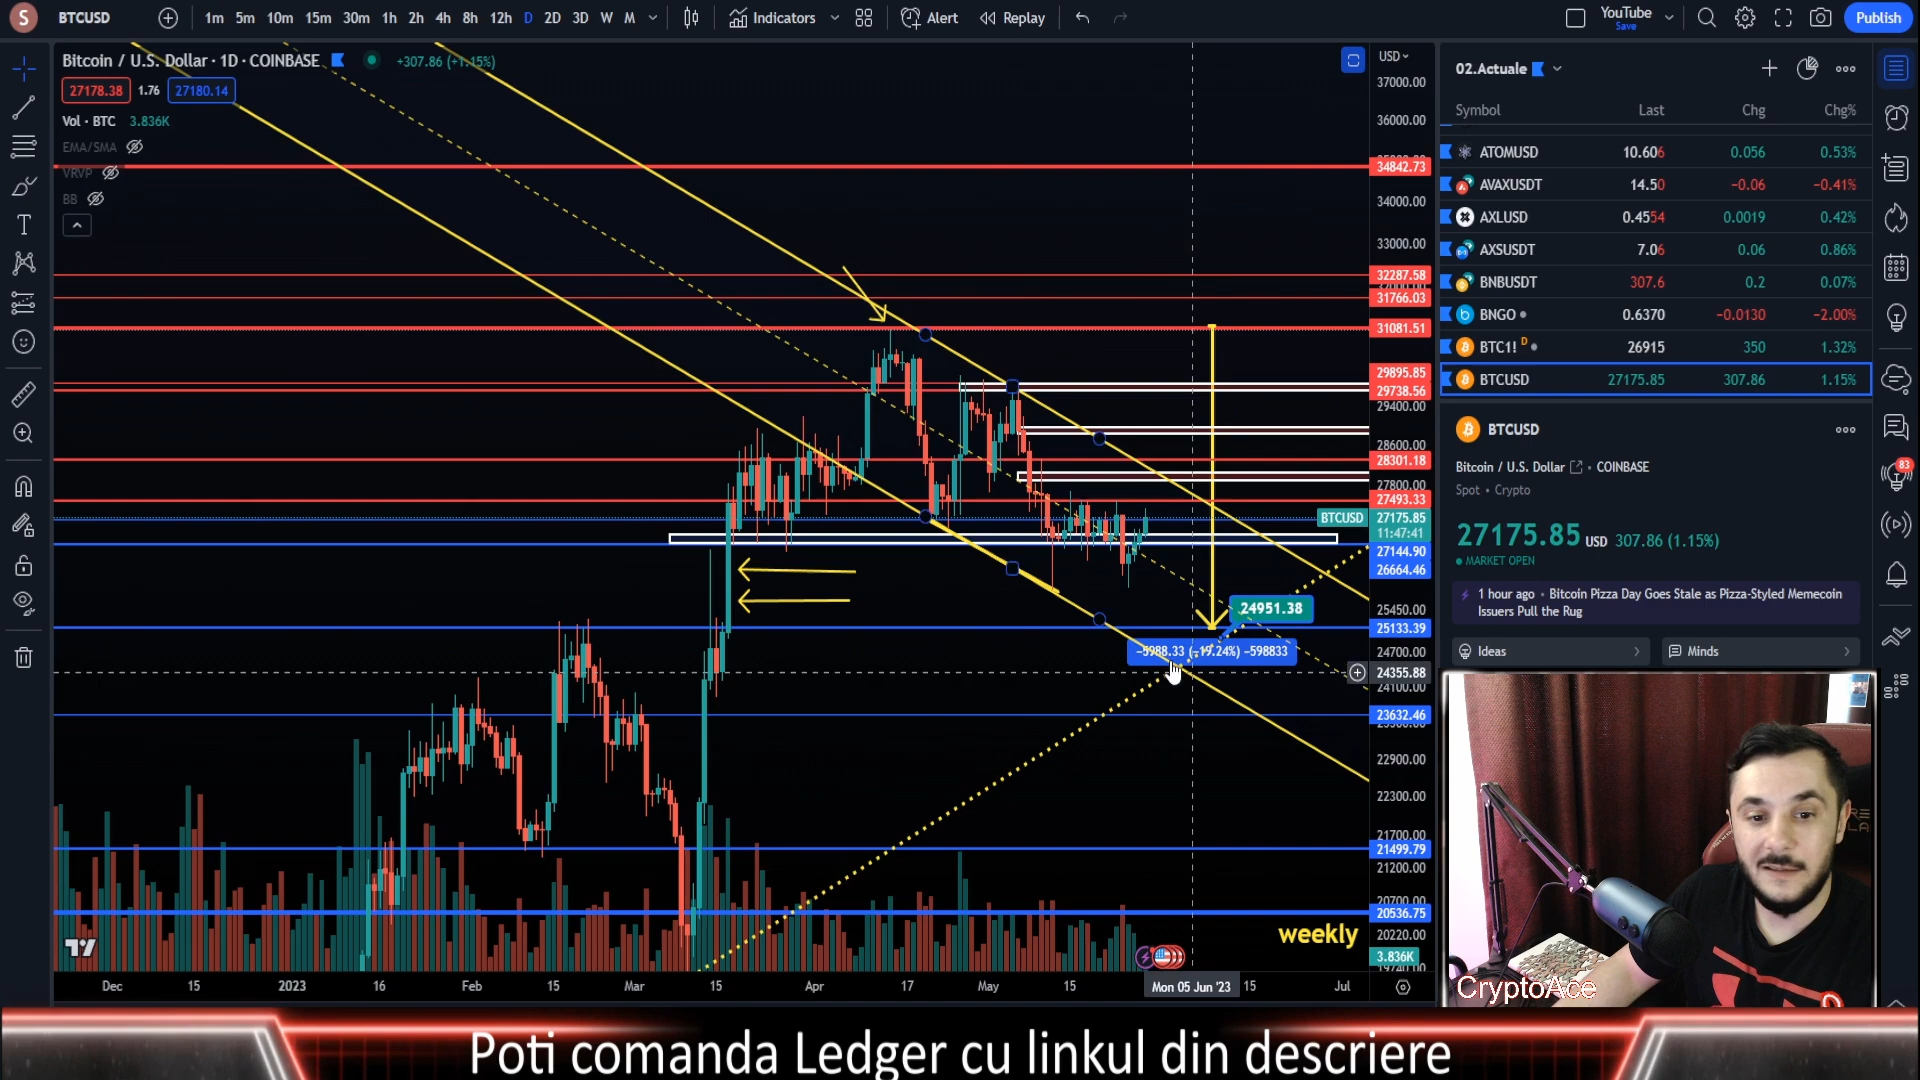 S BTCUSD 1m 5m 10m 15m 30m 1h 2h 4h 8h 12h D 2D 3D W M Indicators Alert Replay YouTube Save Publish
Bitcoin / U.S. Dollar · 1D · COINBASE +307.86 (+1.15%)
27178.38 1.76 27180.14
Vol · BTC 3.836K
EMA/SMA
VRVP
BB
USD
37000.00
36000.00
34842.73
34000.00
33000.00
32287.58
31766.03
31081.51
29895.85
29738.56
29400.00
28600.00
28301.18
27800.00
27493.33
BTCUSD 27175.85
11:47:41
27144.90
26664.46
25450.00
25133.39
24951.38
−5988.33 (−19.24%) −598833
24700.00
24355.88
24100.00
23632.46
22900.00
22300.00
21700.00
21499.79
21200.00
20700.00
20536.75
20220.00
3.836K
weekly
Dec 15 2023 16 Feb 15 Mar 15 Apr 17 May 15 Mon 05 Jun '23 15 Jul
02.Actuale
Symbol Last Chg Chg%
ATOMUSD 10.606 0.056 0.53%
AVAXUSDT 14.50 −0.06 −0.41%
AXLUSD 0.4554 0.0019 0.42%
AXSUSDT 7.06 0.06 0.86%
BNBUSDT 307.6 0.2 0.07%
BNGO 0.6370 −0.0130 −2.00%
BTC1! D 26915 350 1.32%
BTCUSD 27175.85 307.86 1.15%
BTCUSD
Bitcoin / U.S. Dollar • COINBASE
Spot • Crypto
27175.85 USD 307.86 (1.15%)
MARKET OPEN
1 hour ago • Bitcoin Pizza Day Goes Stale as Pizza-Styled Memecoin
Issuers Pull the Rug
Ideas Minds
83
CryptoAce
Poti comanda Ledger cu linkul din descriere